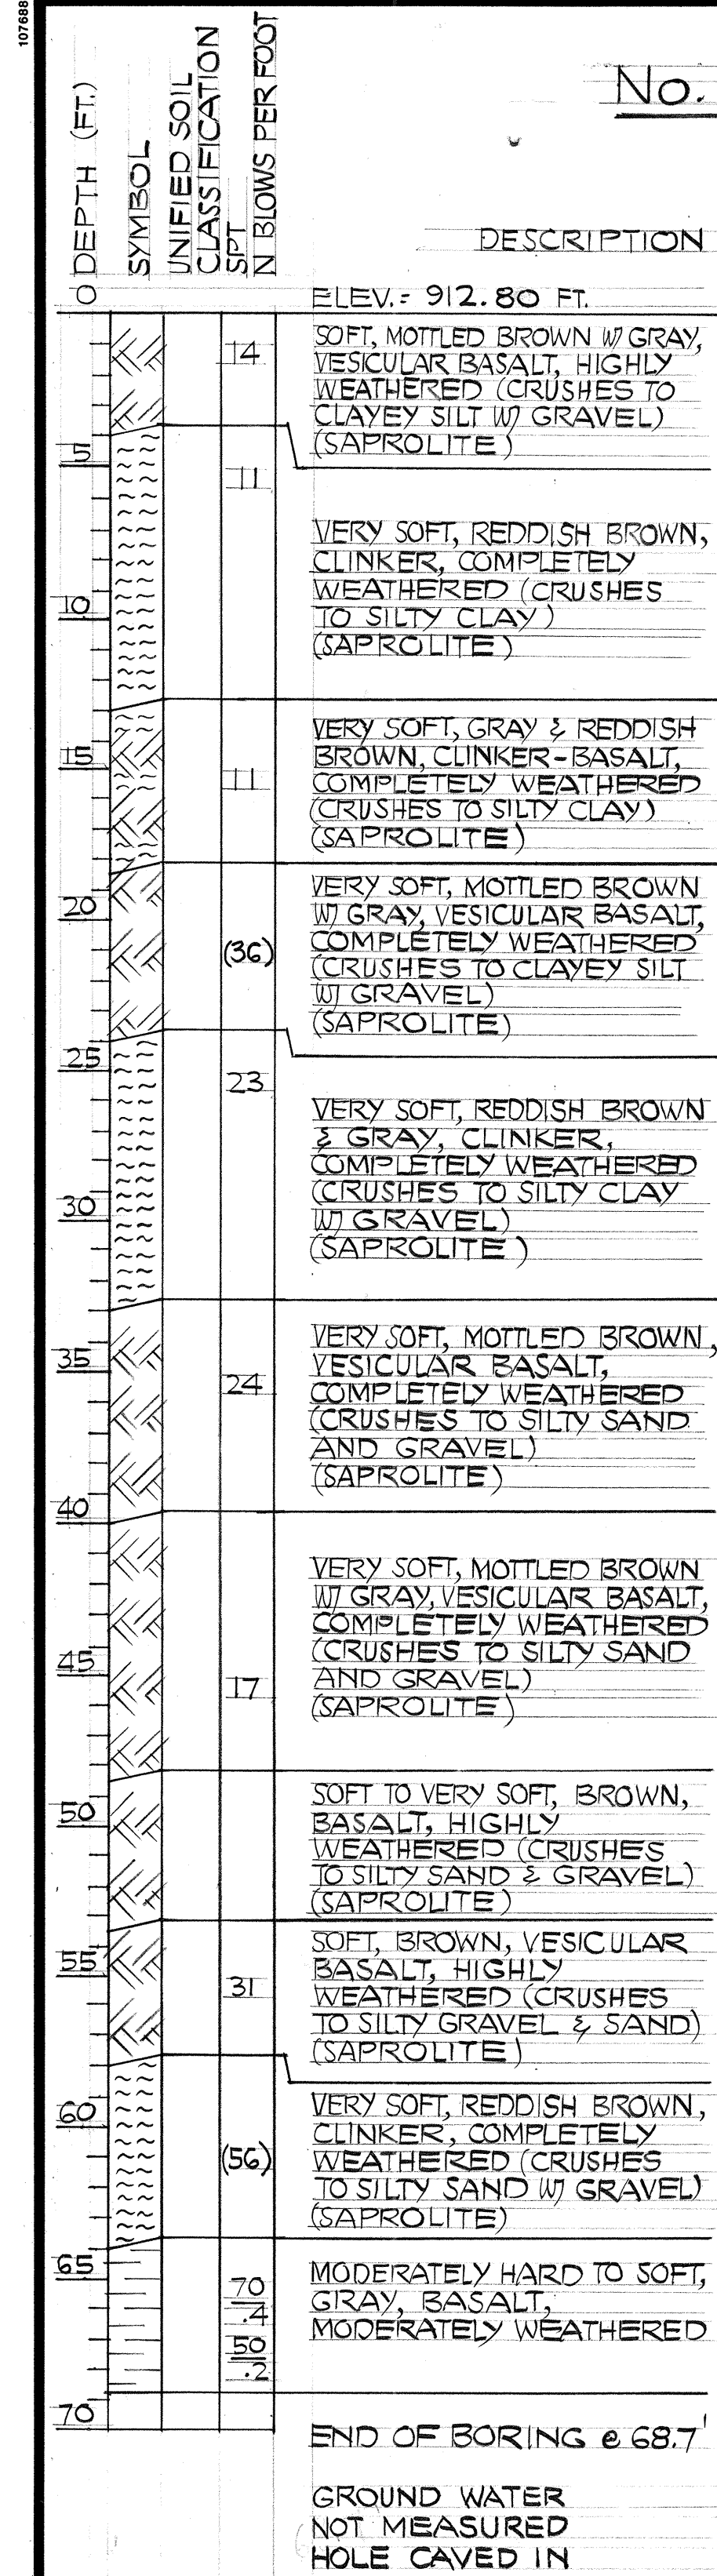 107688
No.
DEPTH (FT.)
SYMBOL
UNIFIED SOIL
CLASSIFICATION
SPT
N BLOWS PER FOOT
DESCRIPTION
0
ELEV.= 912.80 FT.
14
SOFT, MOTTLED BROWN W/ GRAY,
VESICULAR BASALT, HIGHLY
WEATHERED (CRUSHES TO
CLAYEY SILT W/ GRAVEL)
(SAPROLITE)
5
11
VERY SOFT, REDDISH BROWN,
CLINKER, COMPLETELY
WEATHERED (CRUSHES
TO SILTY CLAY)
(SAPROLITE)
10
VERY SOFT, GRAY & REDDISH
BROWN, CLINKER-BASALT,
COMPLETELY WEATHERED
(CRUSHES TO SILTY CLAY)
(SAPROLITE)
15
11
VERY SOFT, MOTTLED BROWN
W/ GRAY, VESICULAR BASALT,
COMPLETELY WEATHERED
(CRUSHES TO CLAYEY SILT
W/ GRAVEL)
(SAPROLITE)
20
(36)
25
23
VERY SOFT, REDDISH BROWN
& GRAY, CLINKER,
COMPLETELY WEATHERED
(CRUSHES TO SILTY CLAY
W/ GRAVEL)
(SAPROLITE)
30
VERY SOFT, MOTTLED BROWN,
VESICULAR BASALT,
COMPLETELY WEATHERED
(CRUSHES TO SILTY SAND
AND GRAVEL)
(SAPROLITE)
35
24
40
VERY SOFT, MOTTLED BROWN
W/ GRAY, VESICULAR BASALT,
COMPLETELY WEATHERED
(CRUSHES TO SILTY SAND
AND GRAVEL)
(SAPROLITE)
45
17
SOFT TO VERY SOFT, BROWN,
BASALT, HIGHLY
WEATHERED (CRUSHES
TO SILTY SAND & GRAVEL)
(SAPROLITE)
50
SOFT, BROWN, VESICULAR
BASALT, HIGHLY
WEATHERED (CRUSHES
TO SILTY GRAVEL & SAND)
(SAPROLITE)
55
31
VERY SOFT, REDDISH BROWN,
CLINKER, COMPLETELY
WEATHERED (CRUSHES
TO SILTY SAND W/ GRAVEL)
(SAPROLITE)
60
(56)
65
MODERATELY HARD TO SOFT,
GRAY, BASALT,
MODERATELY WEATHERED
70
.4
50
.2
70
END OF BORING @ 68.7'
GROUND WATER
NOT MEASURED
HOLE CAVED IN